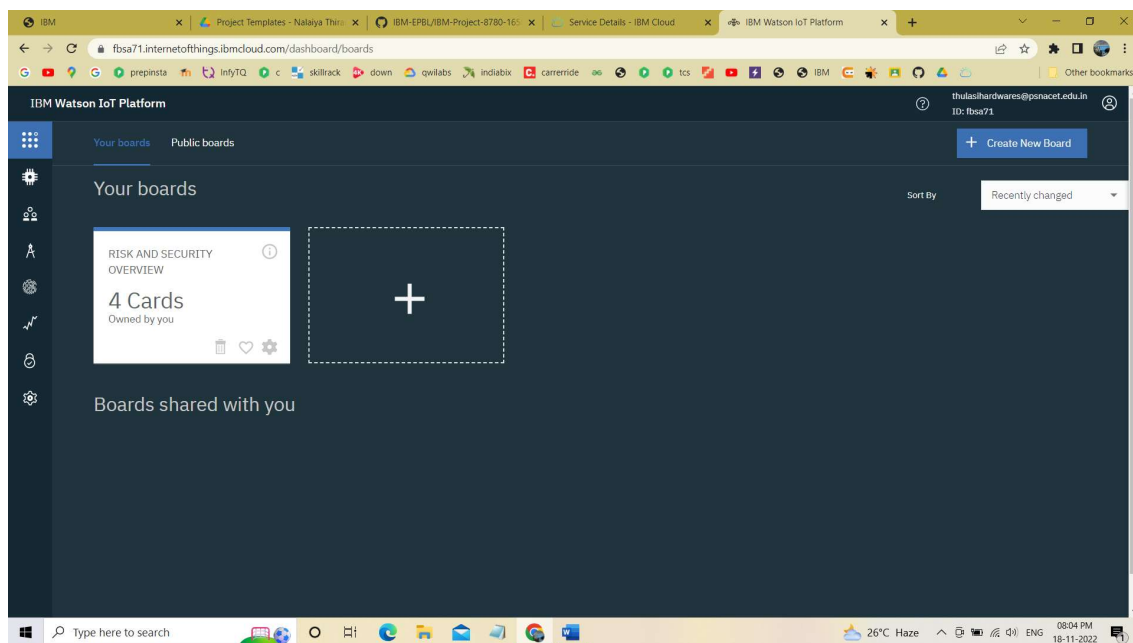 IBM
Project Templates - Nalaiya Thira
IBM-EPBL/IBM-Project-8780-165
Service Details - IBM Cloud
IBM Watson IoT Platform
fbsa71.internetofthings.ibmcloud.com/dashboard/boards
prepinsta InfyTQ c skillrack down qwilabs indiabix carrerride tcs IBM Other bookmarks
IBM Watson IoT Platform
thulasihardwares@psnacet.edu.in
ID: fbsa71
Your boards Public boards
+ Create New Board
Your boards
Sort By Recently changed
RISK AND SECURITY
OVERVIEW
4 Cards
Owned by you
Boards shared with you
Type here to search
26°C Haze ENG
08:04 PM
18-11-2022